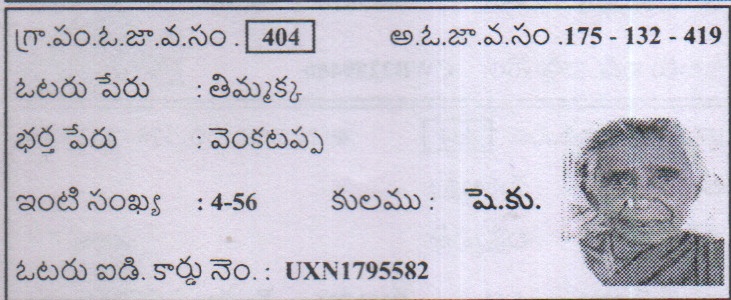 గ్రా.పం.ఓ.జా.వ.సం . 404 అ.ఓ.జా.వ.సం .175 - 132 - 419
ఓటరు పేరు : తిమ్మక్క
భర్త పేరు : వెంకటప్ప
ఇంటి సంఖ్య : 4-56 కులము : షె.కు.
ఓటరు ఐడి. కార్డు నెం. : UXN1795582